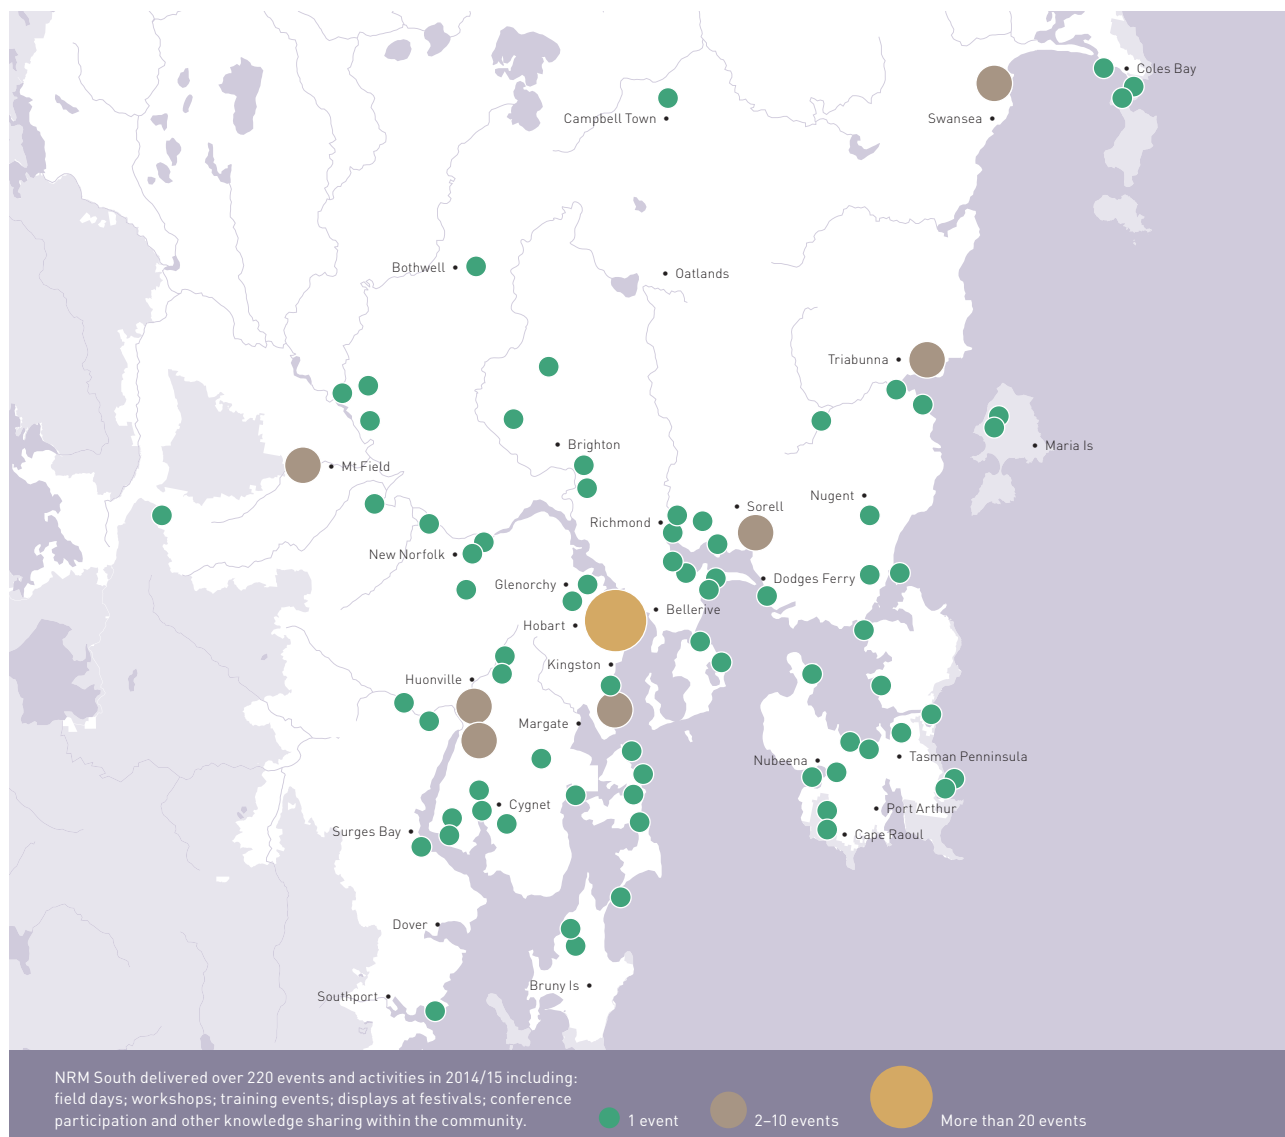 Coles Bay
Campbell Town
Swansea
Bothwell
Oatlands
Triabunna
Brighton
Maria Is
Mt Field
Nugent
Sorell
Richmond
New Norfolk
Glenorchy
Dodges Ferry
Bellerive
Hobart
Kingston
Huonville
Margate
Nubeena
Tasman Penninsula
Cygnet
Port Arthur
Surges Bay
Cape Raoul
Dover
Bruny Is
Southport
NRM South delivered over 220 events and activities in 2014/15 including:
field days; workshops; training events; displays at festivals; conference
participation and other knowledge sharing within the community.
1 event
2–10 events
More than 20 events